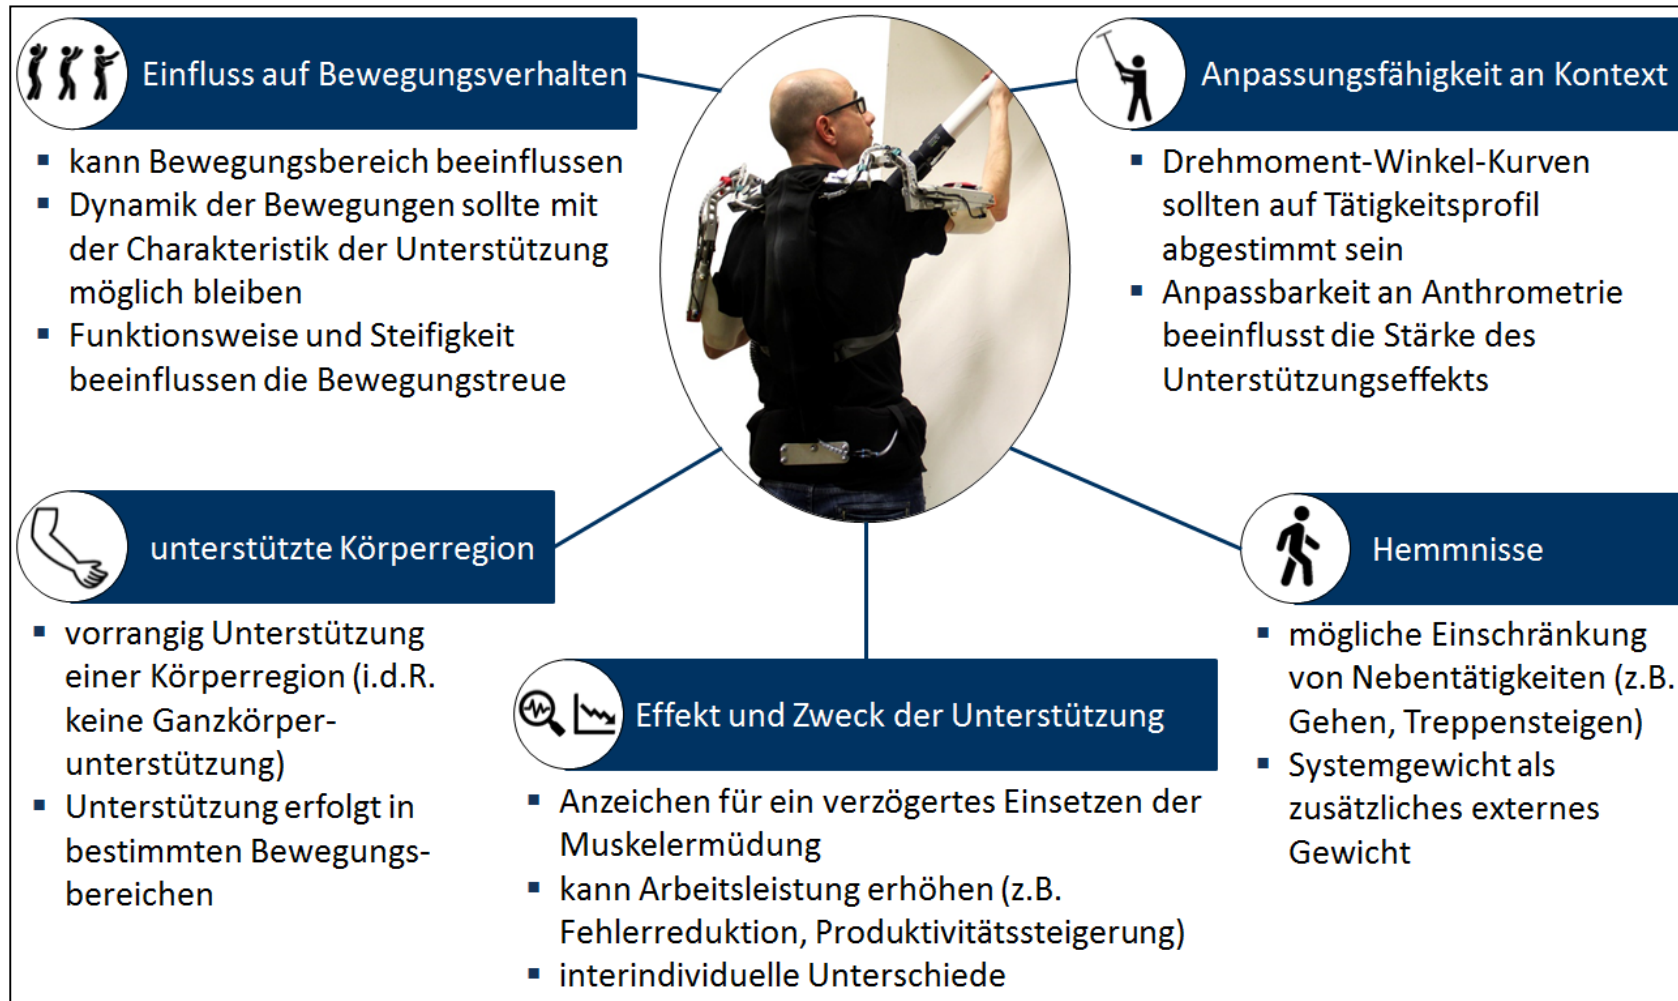 Einfluss auf Bewegungsverhalten
▪ kann Bewegungsbereich beeinflussen
▪ Dynamik der Bewegungen sollte mit
der Charakteristik der Unterstützung
möglich bleiben
▪ Funktionsweise und Steifigkeit
beeinflussen die Bewegungstreue
Anpassungsfähigkeit an Kontext
▪ Drehmoment-Winkel-Kurven
sollten auf Tätigkeitsprofil
abgestimmt sein
▪ Anpassbarkeit an Anthrometrie
beeinflusst die Stärke des
Unterstützungseffekts
unterstützte Körperregion
▪ vorrangig Unterstützung
einer Körperregion (i.d.R.
keine Ganzkörper-
unterstützung)
▪ Unterstützung erfolgt in
bestimmten Bewegungs-
bereichen
Effekt und Zweck der Unterstützung
▪ Anzeichen für ein verzögertes Einsetzen der
Muskelermüdung
▪ kann Arbeitsleistung erhöhen (z.B.
Fehlerreduktion, Produktivitätssteigerung)
▪ interindividuelle Unterschiede
Hemmnisse
▪ mögliche Einschränkung
von Nebentätigkeiten (z.B.
Gehen, Treppensteigen)
▪ Systemgewicht als
zusätzliches externes
Gewicht